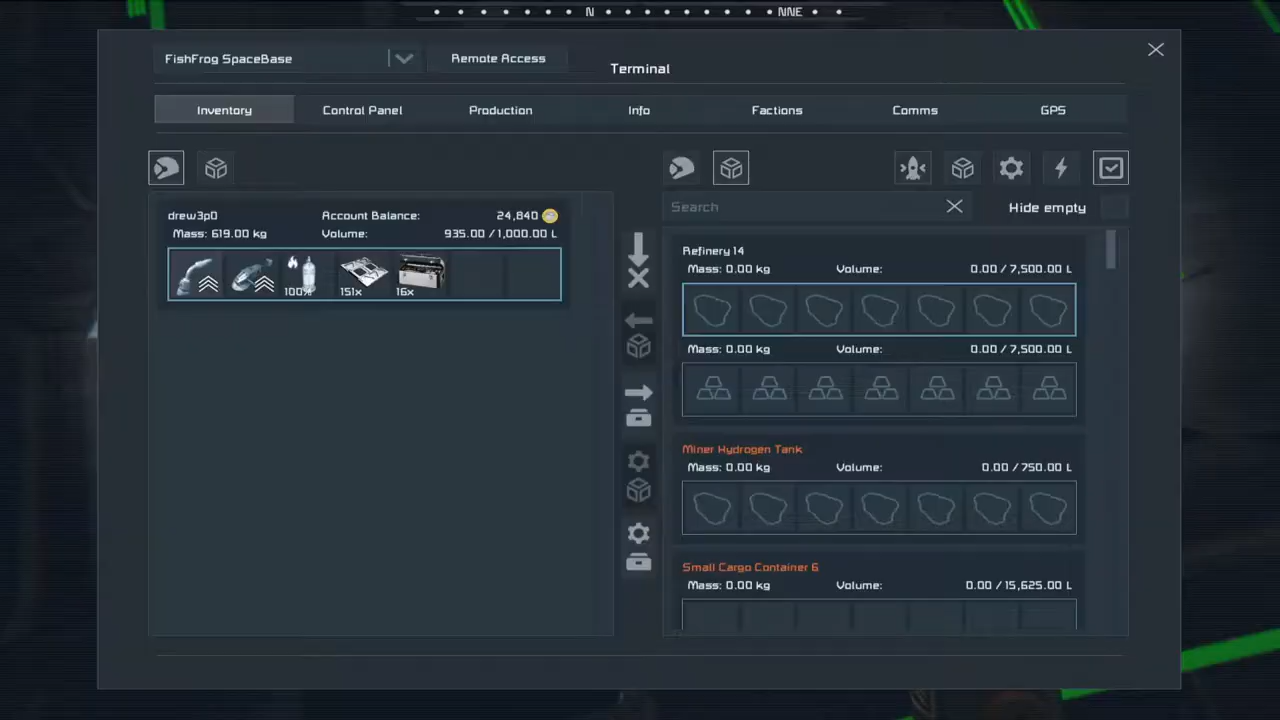 N NNE
FishFrog SpaceBase
Remote Access
Terminal
Inventory
Control Panel
Production
Info
Factions
Comms
GPS
drew3p0
Account Balance: 24,840
Mass: 619.00 kg
Volume: 935.00 / 1,000.00 L
100%
151x
16x
Search
Hide empty
Refinery 14
Mass: 0.00 kg
Volume: 0.00 / 7,500.00 L
Mass: 0.00 kg
Volume: 0.00 / 7,500.00 L
Miner Hydrogen Tank
Mass: 0.00 kg
Volume: 0.00 / 750.00 L
Small Cargo Container 6
Mass: 0.00 kg
Volume: 0.00 / 15,625.00 L